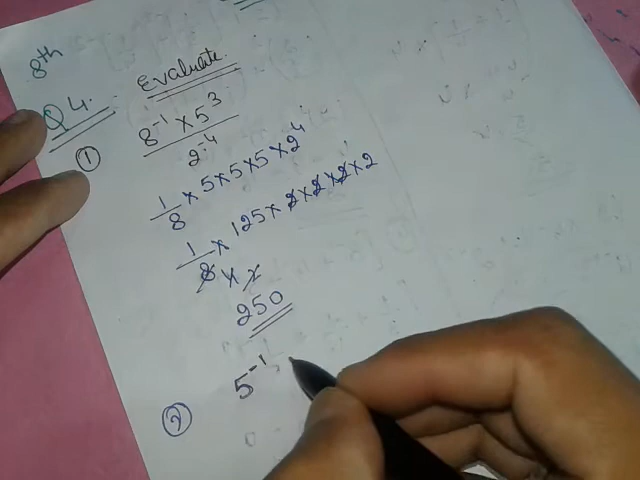 8th
Evaluate.
Q 4.
① 8⁻¹ × 5³
2⁻⁴
1/8 × 5 × 5 × 5 × 2⁴
1/8 × 125 × 2 × 2 × 2 × 2
250
② 5⁻¹